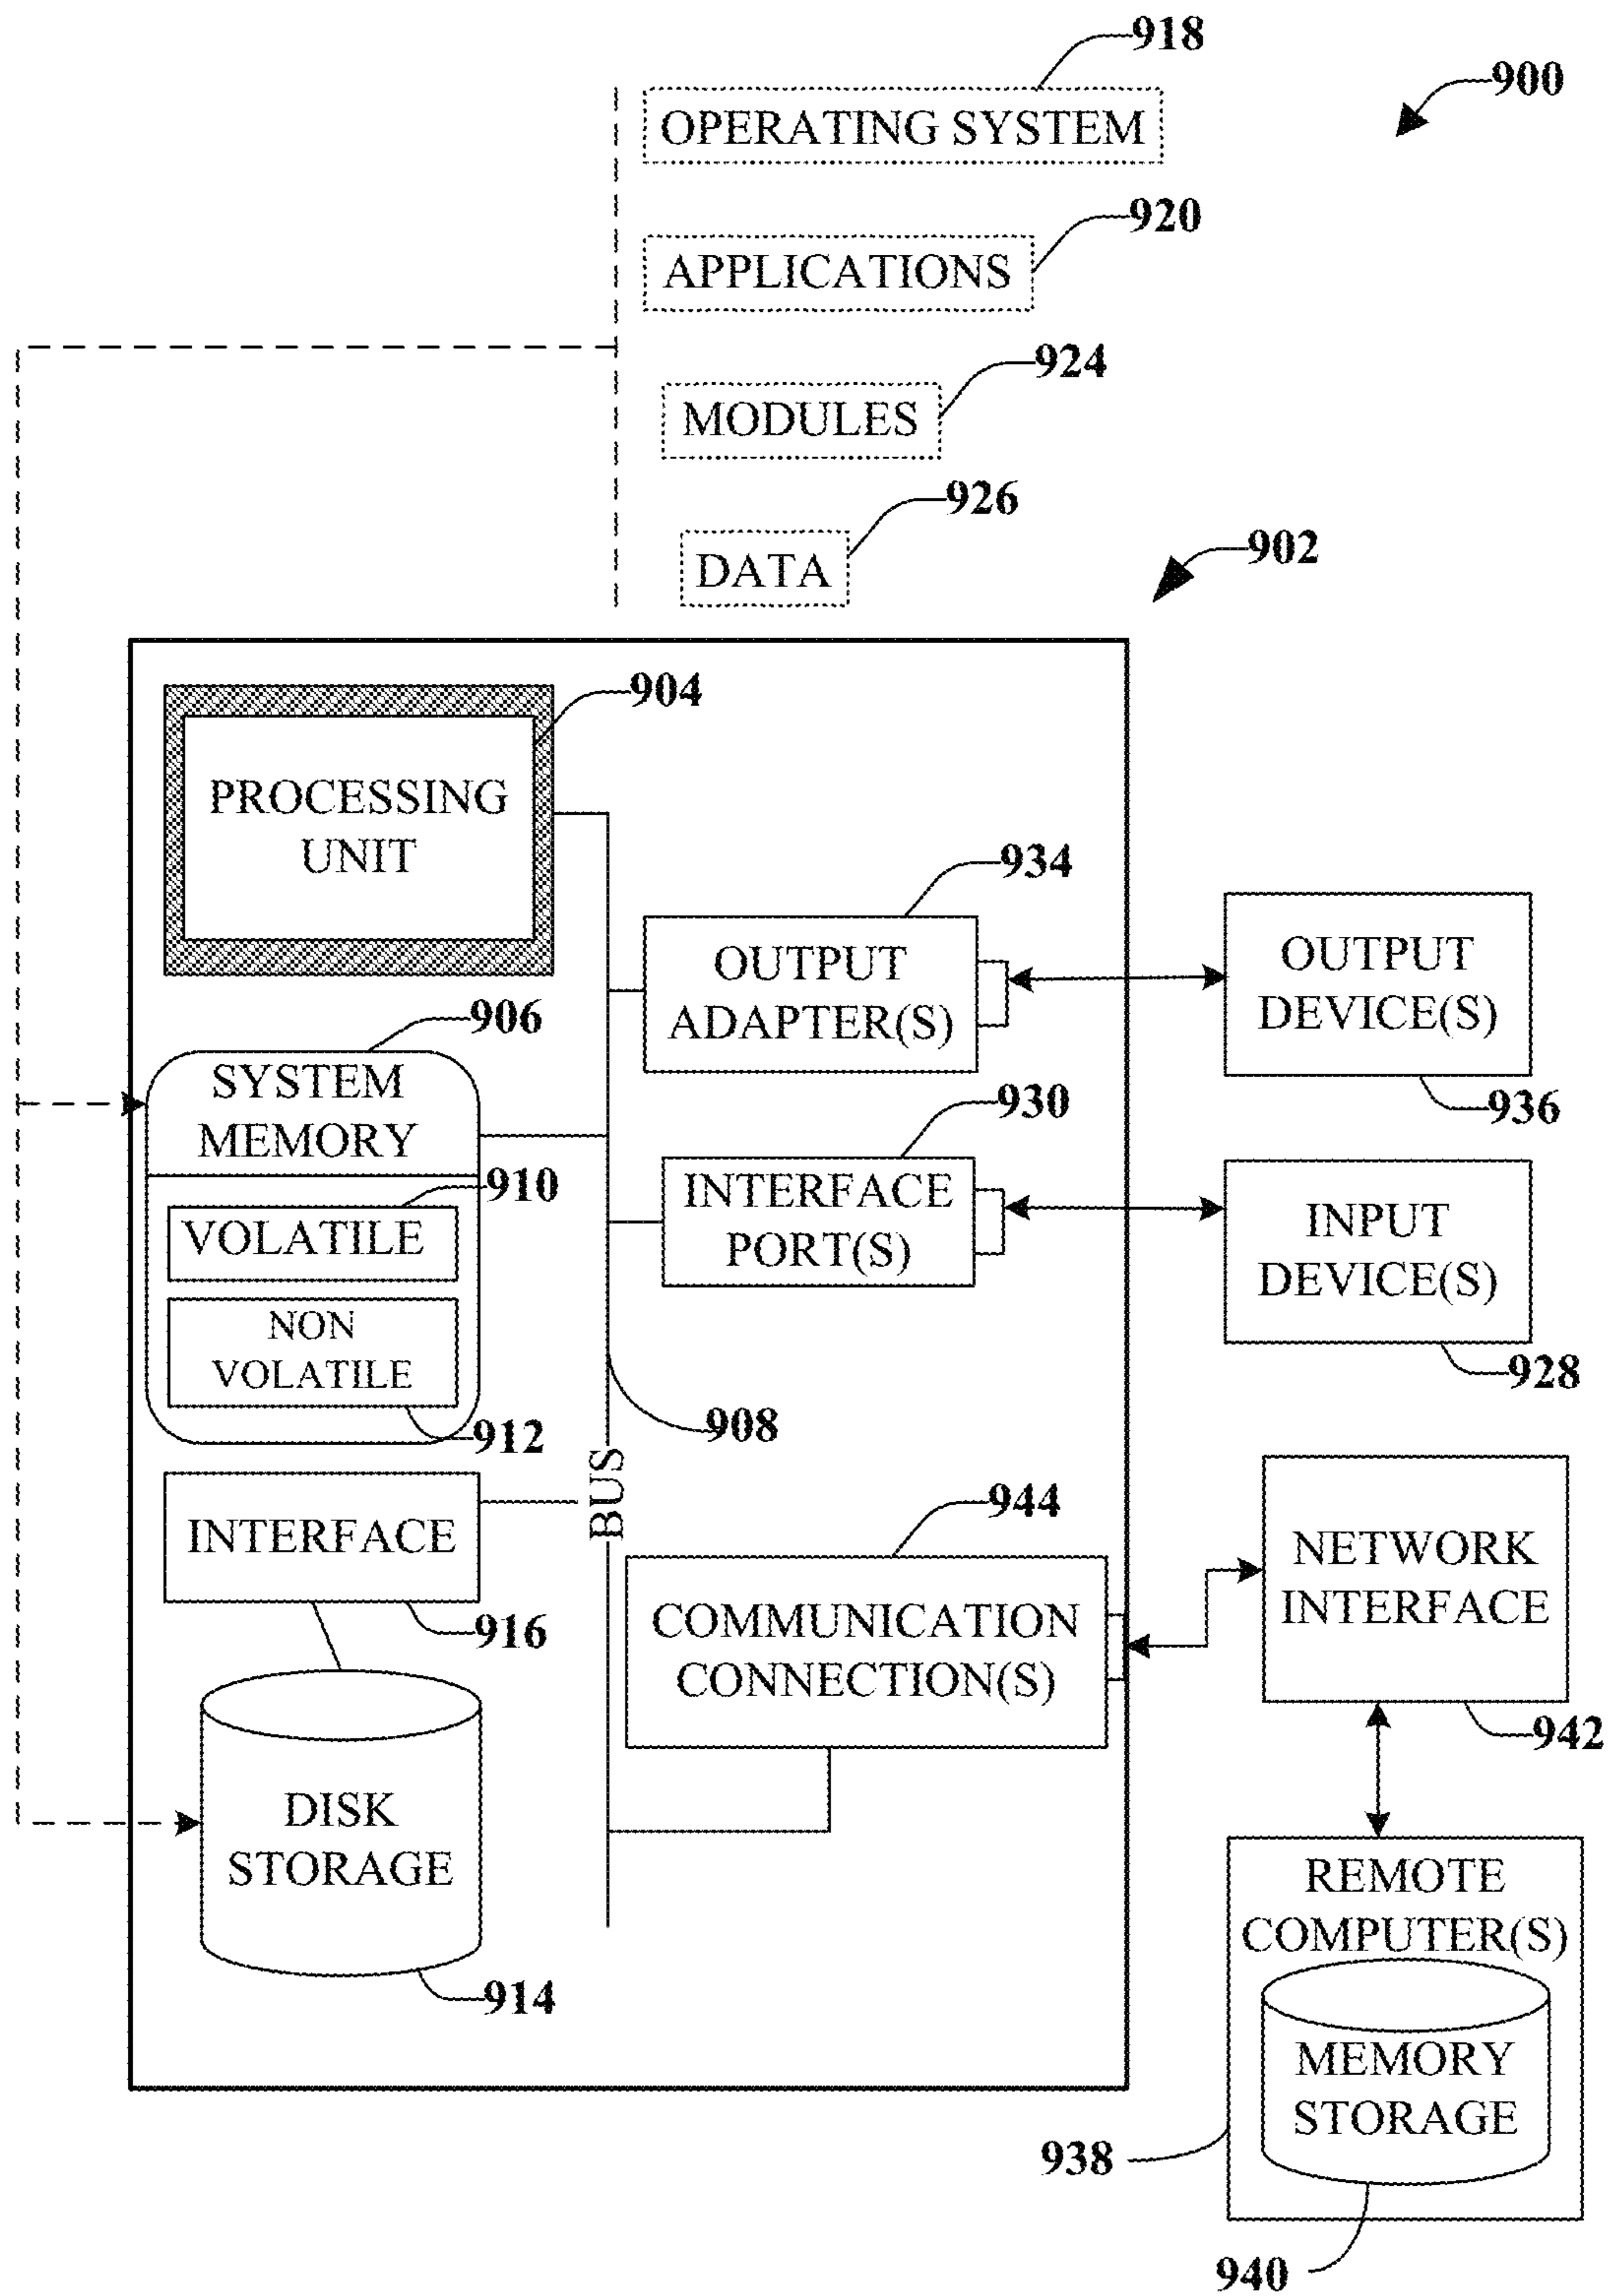 918
900
OPERATING SYSTEM
920
APPLICATIONS
924
MODULES
926
DATA
902
904
PROCESSING
UNIT
934
OUTPUT
ADAPTER(S)
OUTPUT
DEVICE(S)
936
906
SYSTEM
MEMORY
910
VOLATILE
NON
VOLATILE
912
930
INTERFACE
PORT(S)
INPUT
DEVICE(S)
928
908
BUS
INTERFACE
916
944
COMMUNICATION
CONNECTION(S)
NETWORK
INTERFACE
942
DISK
STORAGE
914
REMOTE
COMPUTER(S)
MEMORY
STORAGE
938
940